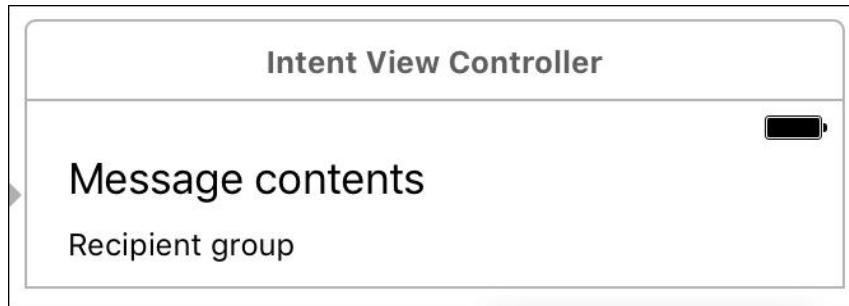 Intent View Controller
Message contents
Recipient group